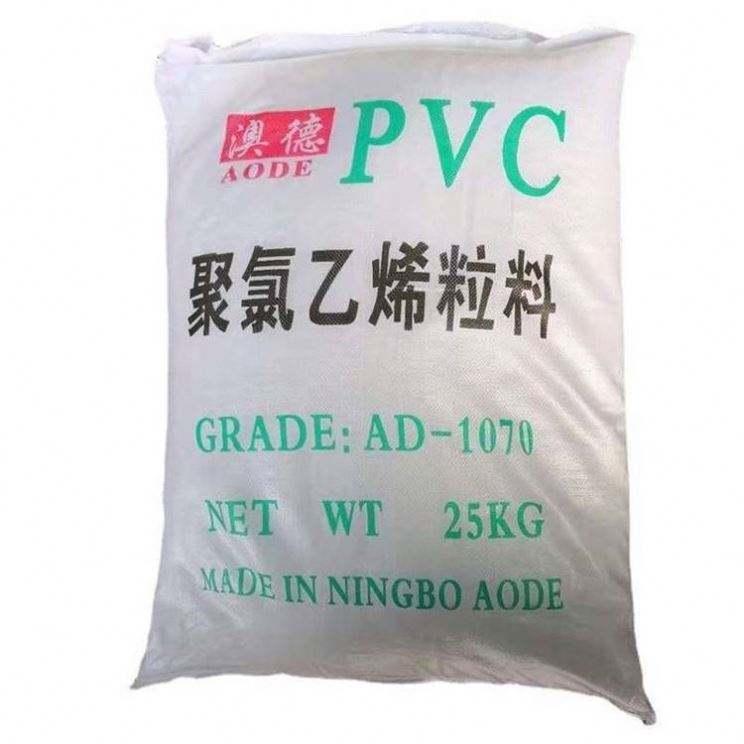 澳德 PVC
AODE
聚氯乙烯粒料
GRADE: AD-1070
NET WT 25KG
MADE IN NINGBO AODE